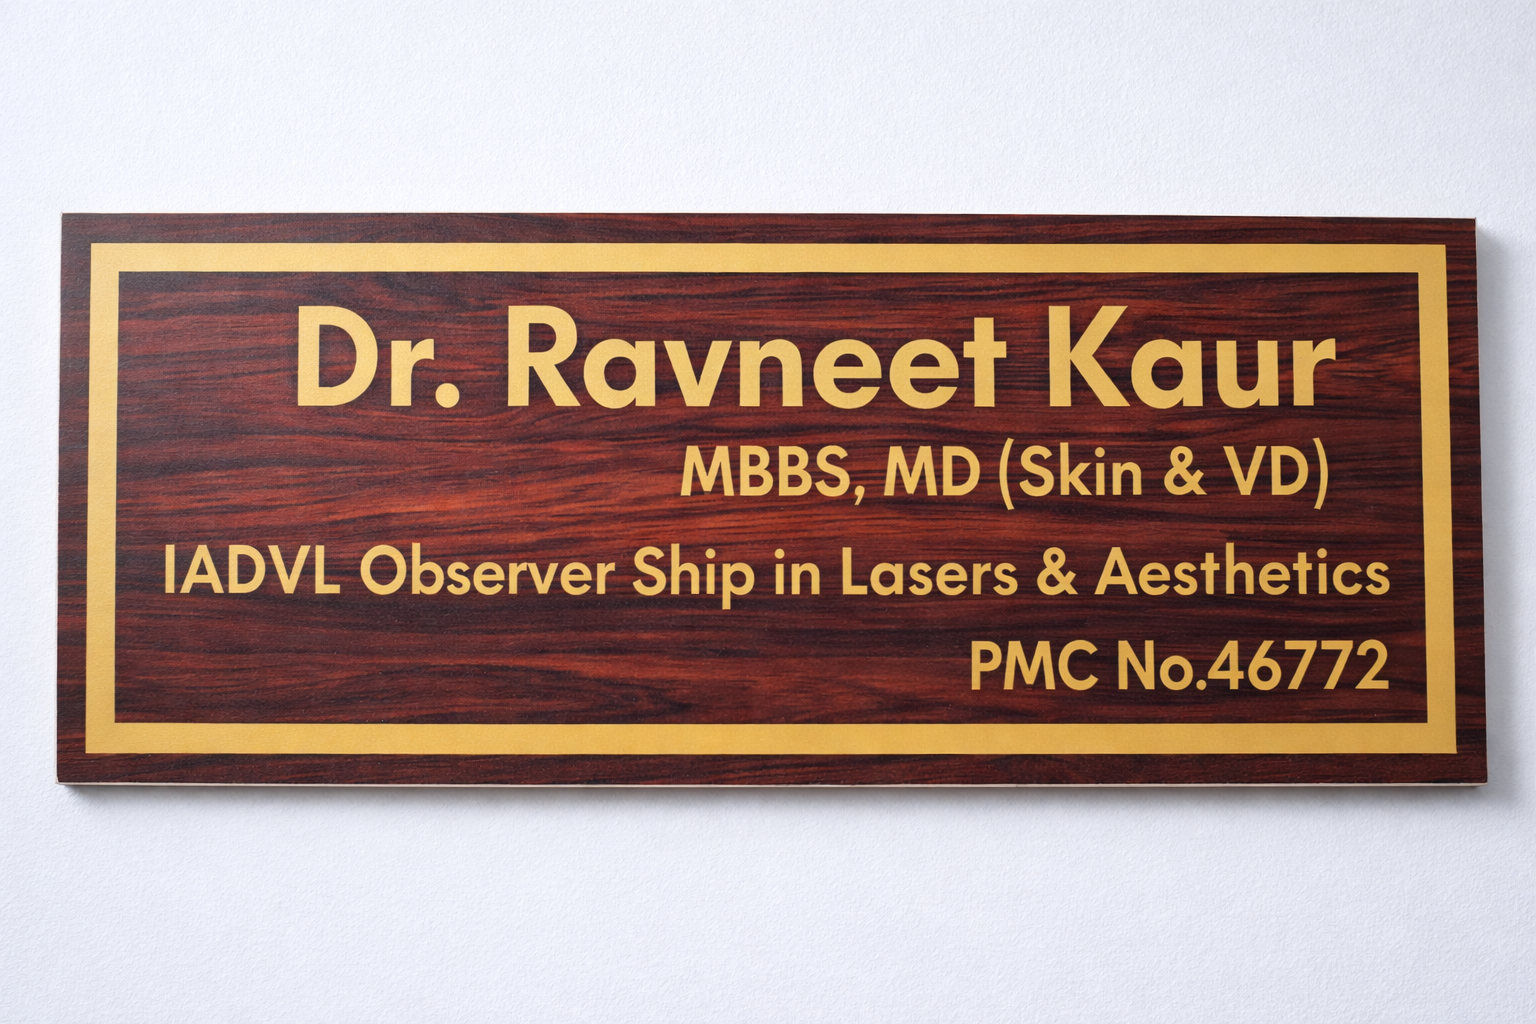 Dr. Ravneet Kaur
MBBS, MD (Skin & VD)
IADVL Observer Ship in Lasers & Aesthetics
PMC No.46772